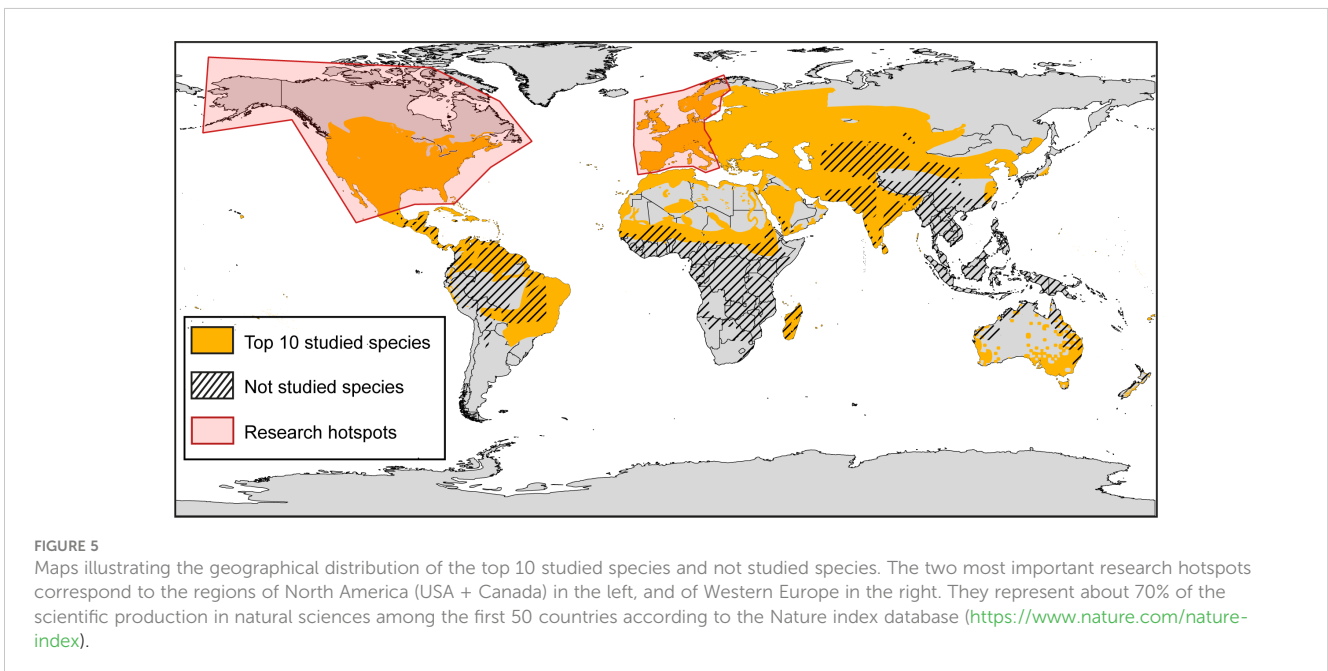 Top 10 studied species
Not studied species
Research hotspots
FIGURE 5
Maps illustrating the geographical distribution of the top 10 studied species and not studied species. The two most important research hotspots
correspond to the regions of North America (USA + Canada) in the left, and of Western Europe in the right. They represent about 70% of the
scientific production in natural sciences among the first 50 countries according to the Nature index database (https://www.nature.com/nature-
index).